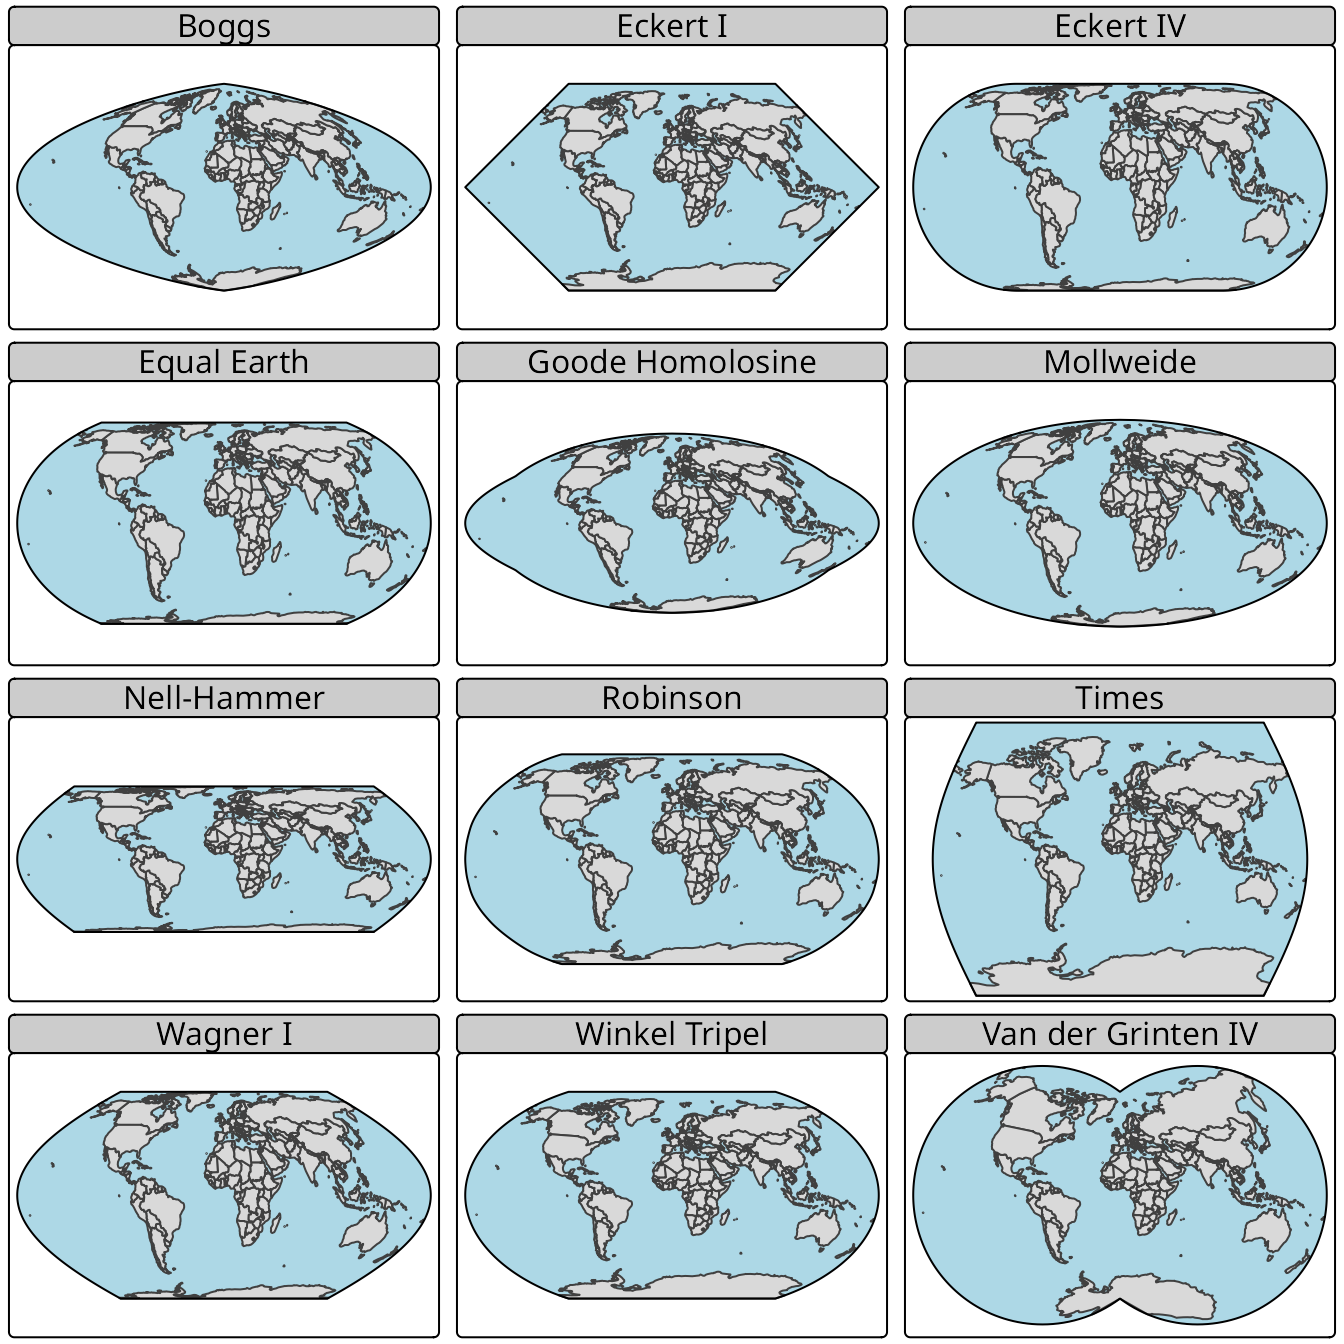 Boggs
Eckert I
Eckert IV
Equal Earth
Goode Homolosine
Mollweide
Nell-Hammer
Robinson
Times
Wagner I
Winkel Tripel
Van der Grinten IV